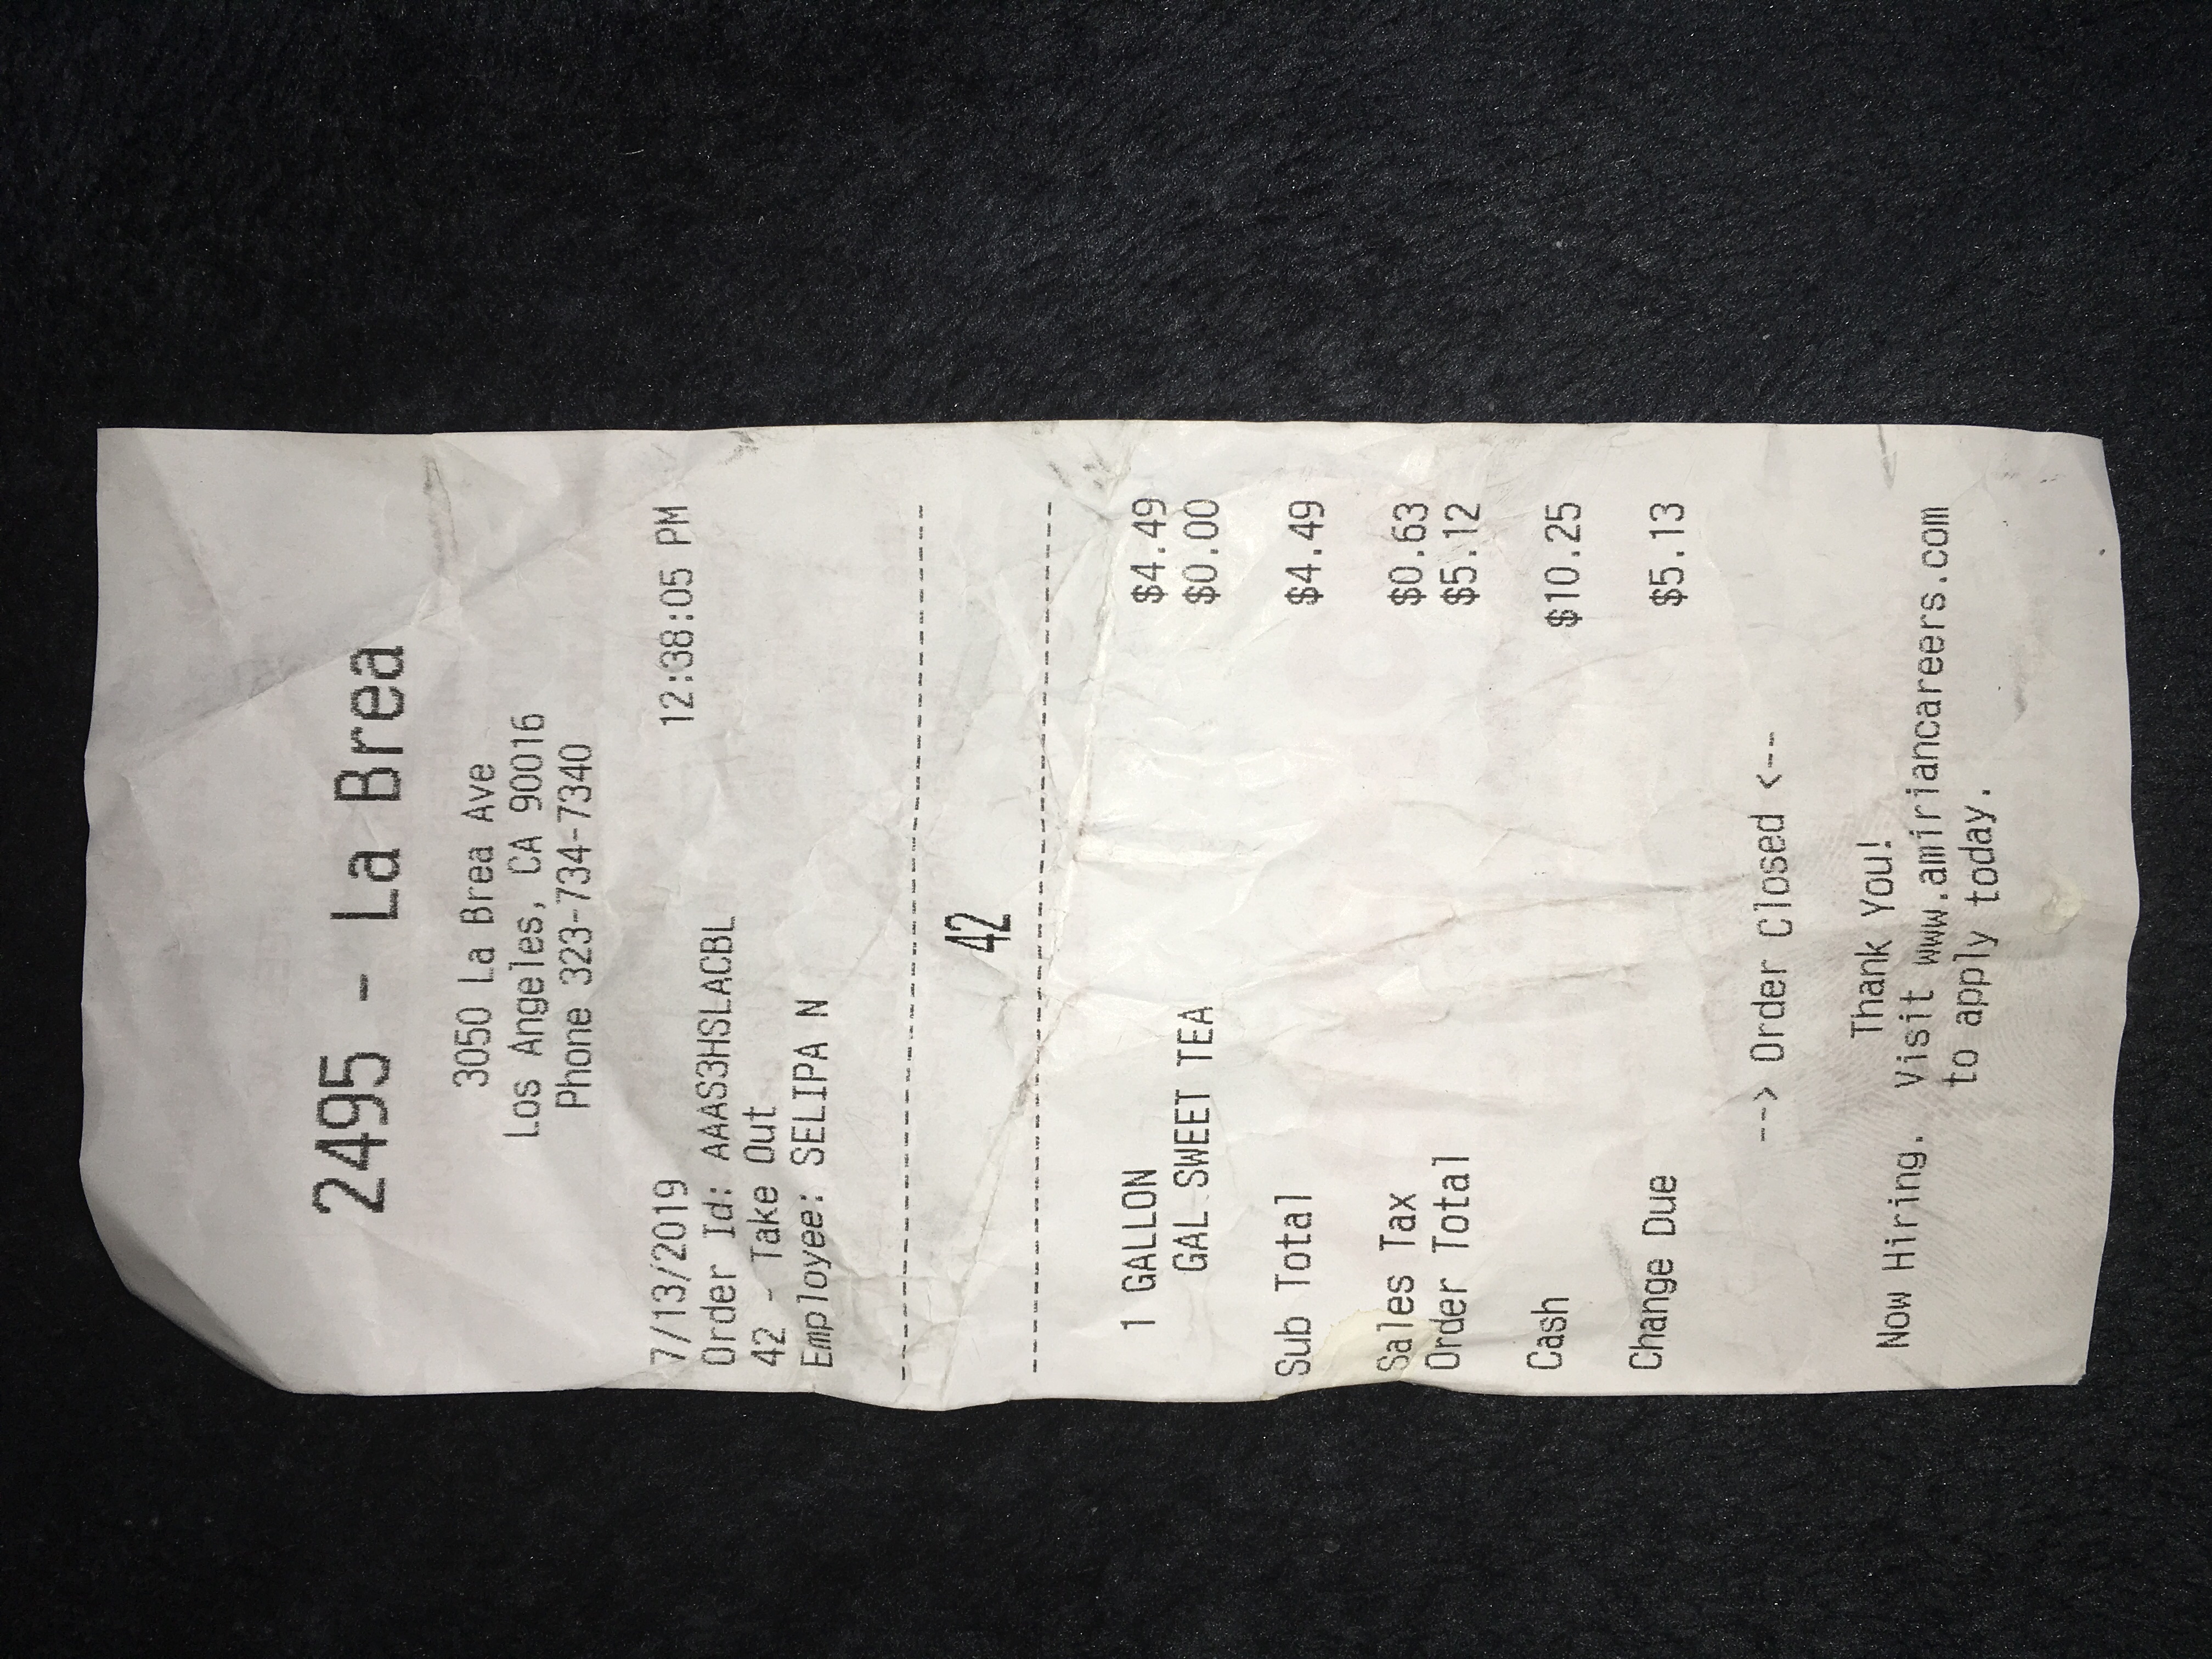 2495 - La Brea
3050 La Brea Ave
Los Angeles, CA 90016
Phone 323-734-7340
7/13/2019 12:38:05 PM
Order Id: AAAS3HSLACBL
42 - Take Out
Employee: SELIPA N
--------------------------------
42
--------------------------------
1 GALLON $4.49
GAL SWEET TEA $0.00
Sub Total $4.49
Sales Tax $0.63
Order Total $5.12
Cash $10.25
Change Due $5.13
--> Order Closed <--
Thank You!
Now Hiring. Visit www.amiriancareers.com
to apply today.